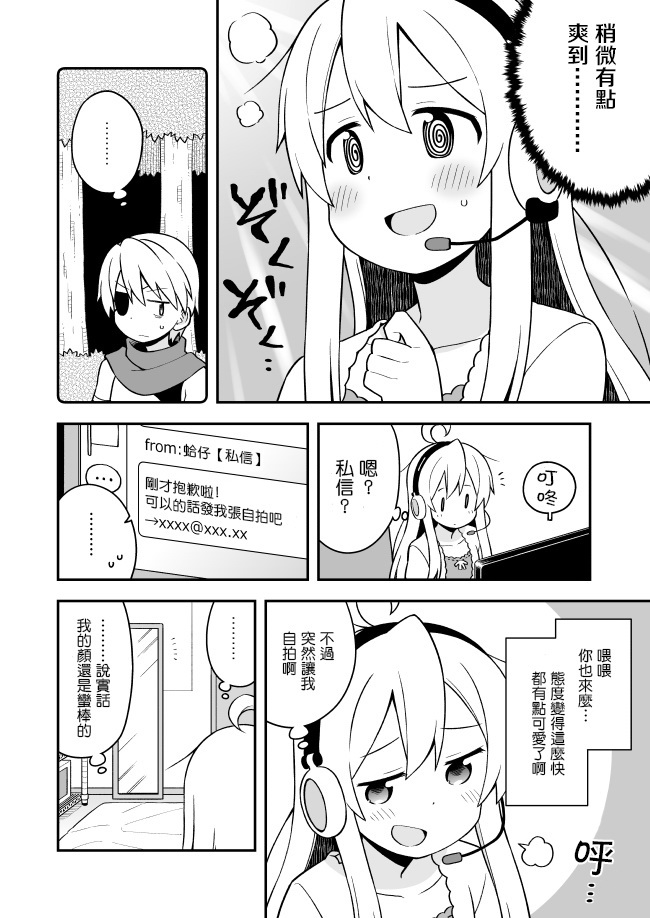 稍微有點
爽到…………
ぞく
ぞく…
………
叮
咚
嗯？
私信？
from:蛤仔【私信】
剛才抱歉啦！
可以的話發我張自拍吧
→xxxx@xxx.xx
…
………
喂喂
你也來麼…
態度變得這麼快
都有點可愛了啊
不過
突然讓我
自拍啊
呼…
………
………說實話
我的顏還是蠻棒的